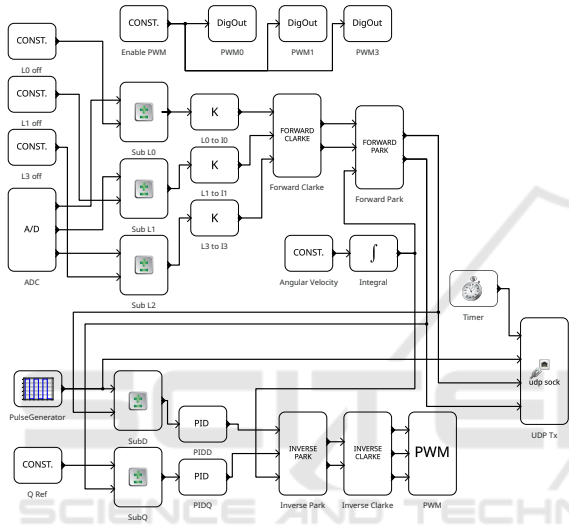 CONST.
Enable PWM
DigOut
PWM0
DigOut
PWM1
DigOut
PWM3
CONST.
L0 off
CONST.
L1 off
CONST.
L3 off
A/D
ADC
Sub L0
Sub L1
Sub L2
K
L0 to I0
K
L1 to I1
K
L3 to I3
FORWARD
CLARKE
Forward Clarke
FORWARD
PARK
Forward Park
CONST.
Angular Velocity
∫
Integral
Timer
udp sock
UDP Tx
PulseGenerator
SubD
PID
PIDD
CONST.
Q Ref
SubQ
PID
PIDQ
INVERSE
PARK
Inverse Park
INVERSE
CLARKE
Inverse Clarke
PWM
PWM
SCIENCE AND TECHN